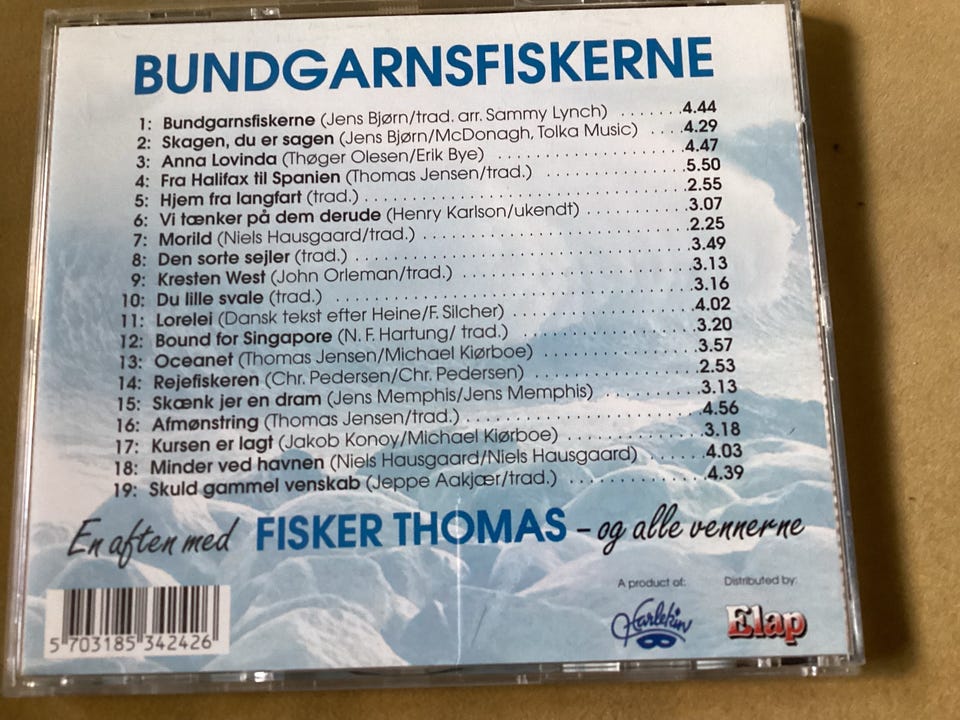 BUNDGARNSFISKERNE
1: Bundgarnsfiskerne (Jens Bjørn/trad. arr. Sammy Lynch) .......4.44
2: Skagen, du er sagen (Jens Bjørn/McDonagh, Tolka Music) ....4.29
3: Anna Lovinda (Thøger Olesen/Erik Bye) .....................4.47
4: Fra Halifax til Spanien (Thomas Jensen/trad.) ................5.50
5: Hjem fra langfart (trad.) ..................................2.55
6: Vi tænker på dem derude (Henry Karlson/ukendt) ...........3.07
7: Morild (Niels Hausgaard/trad.) ............................2.25
8: Den sorte sejler (trad.) ...................................3.49
9: Kresten West (John Orleman/trad.) .........................3.13
10: Du lille svale (trad.) ....................................3.16
11: Lorelei (Dansk tekst efter Heine/F. Silcher) ..................4.02
12: Bound for Singapore (N. F. Hartung/ trad.) ..................3.20
13: Oceanet (Thomas Jensen/Michael Kiørboe) ................3.57
14: Rejefiskeren (Chr. Pedersen/Chr. Pedersen) .................2.53
15: Skænk jer en dram (Jens Memphis/Jens Memphis) ..........3.13
16: Afmønstring (Thomas Jensen/trad.) ........................4.56
17: Kursen er lagt (Jakob Konoy/Michael Kiørboe) ..............3.18
18: Minder ved havnen (Niels Hausgaard/Niels Hausgaard) ......4.03
19: Skuld gammel venskab (Jeppe Aakjær/trad.) ..............4.39
En aften med FISKER THOMAS – og alle vennerne
A product of: Distributed by:
Harlekin Elap
5 703185 342426